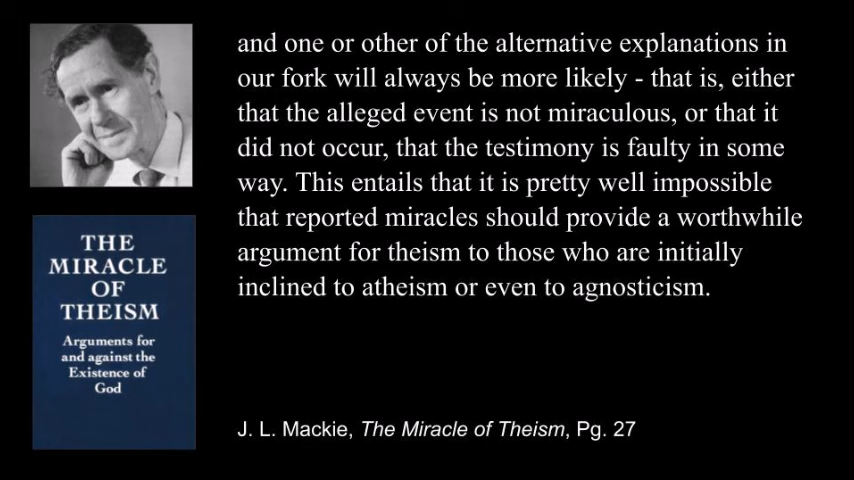 and one or other of the alternative explanations in
our fork will always be more likely - that is, either
that the alleged event is not miraculous, or that it
did not occur, that the testimony is faulty in some
way. This entails that it is pretty well impossible
that reported miracles should provide a worthwhile
argument for theism to those who are initially
inclined to atheism or even to agnosticism.
THE
MIRACLE
OF
THEISM
Arguments for
and against the
Existence of
God
J. L. Mackie, The Miracle of Theism, Pg. 27